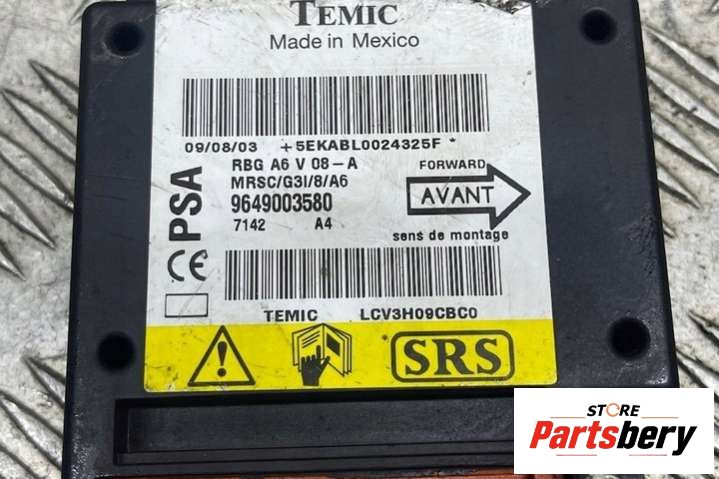 TEMIC
Made in Mexico
09/08/03 +5EKABL0024325F *
RBG A6 V 08-A
MRSC/G3I/8/A6
9649003580
7142 A4
PSA
CE
FORWARD
AVANT
sens de montage
TEMIC LCV3H09CBC0
SRS
STORE
Partsbery